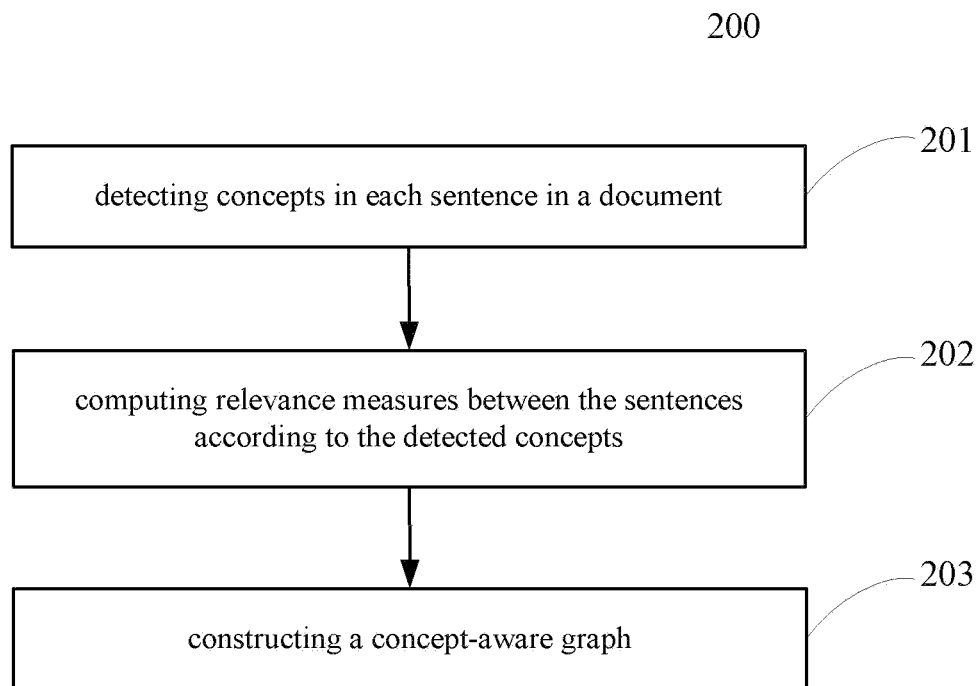 200
201
detecting concepts in each sentence in a document
202
computing relevance measures between the sentences
according to the detected concepts
203
constructing a concept-aware graph